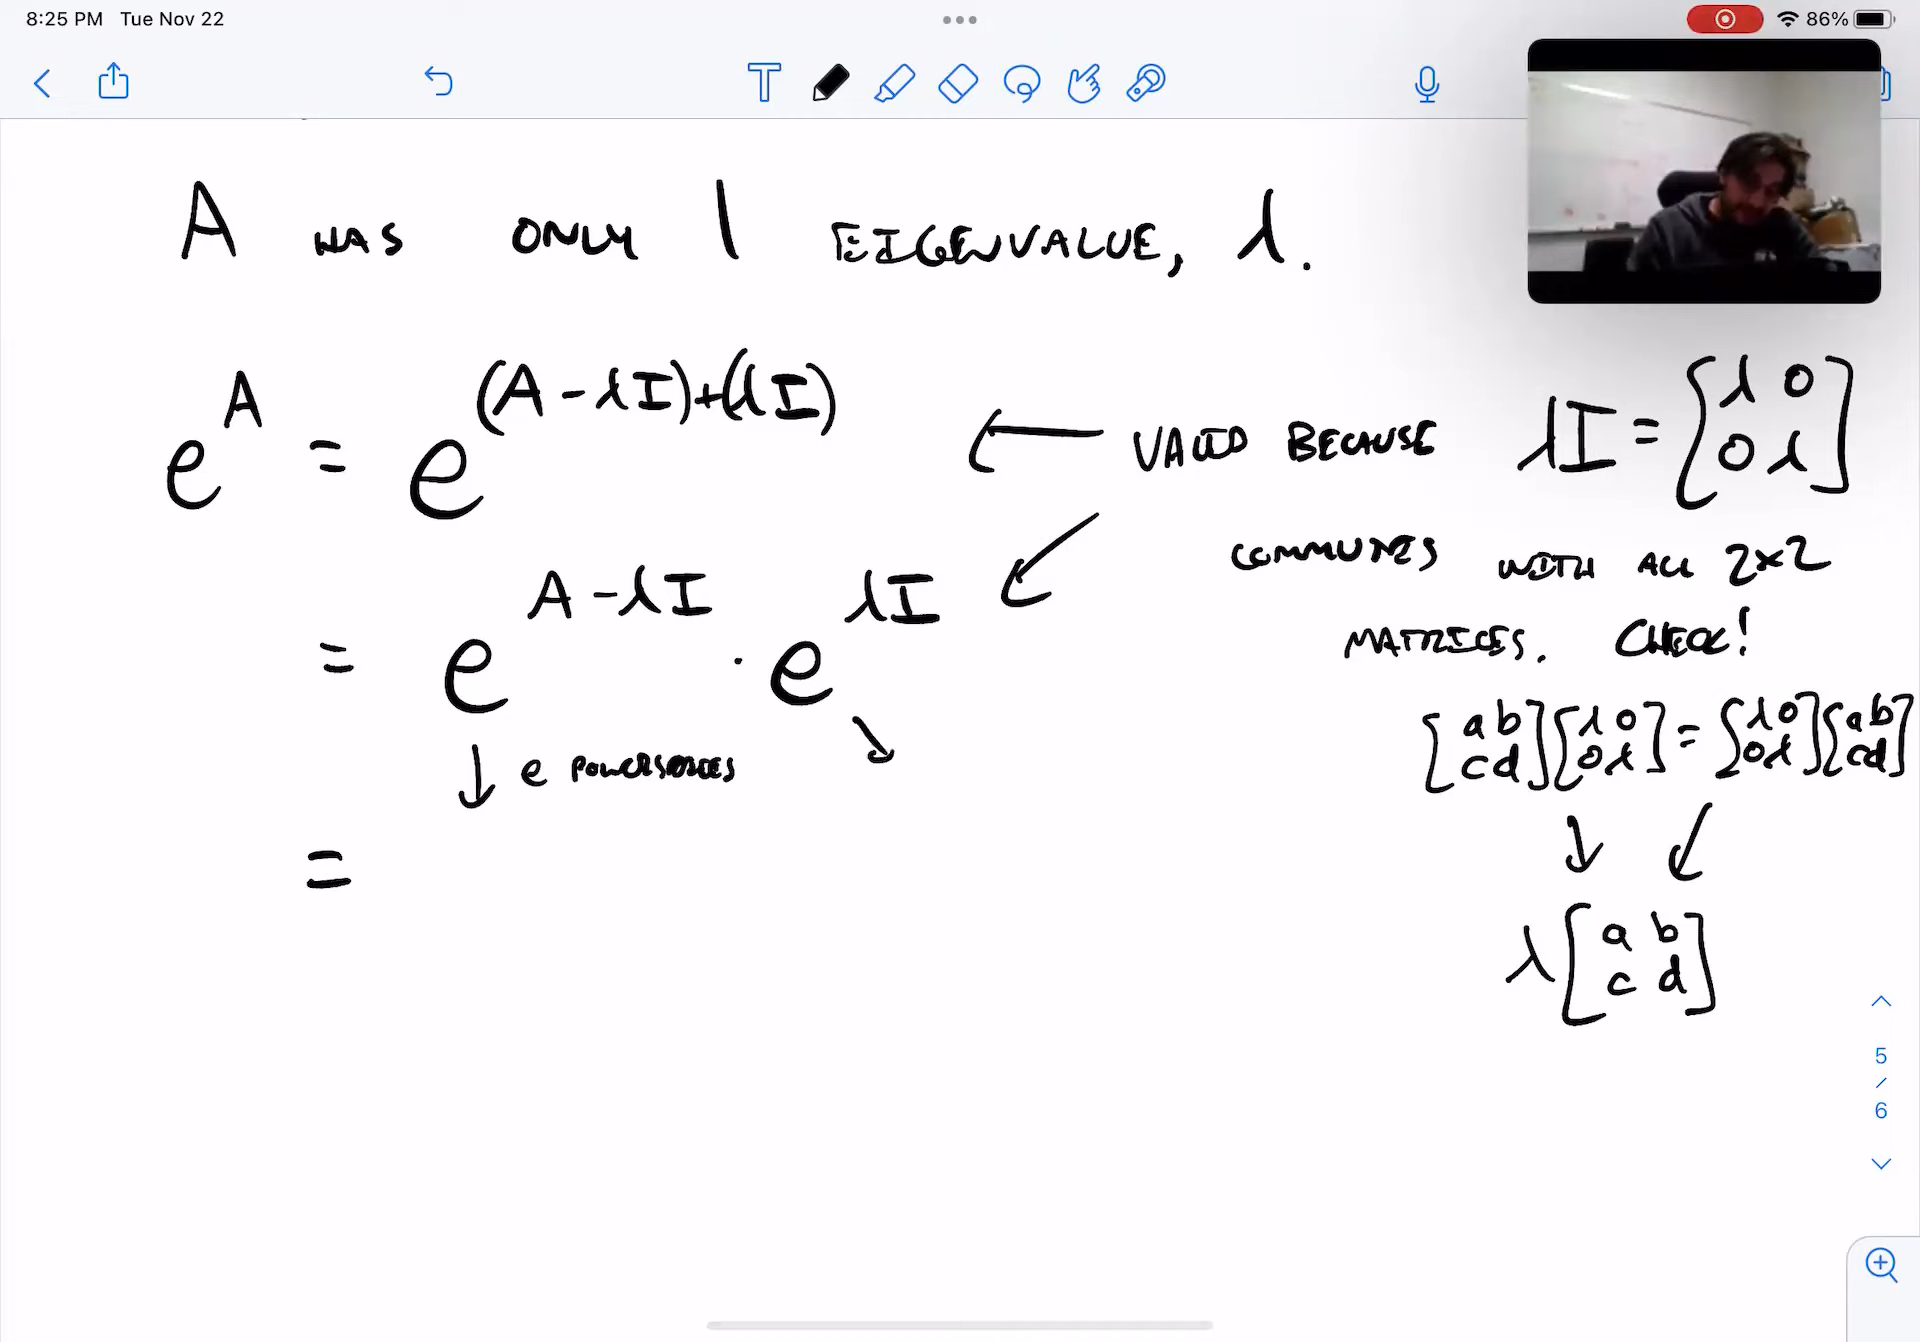 8:25 PM Tue Nov 22
86%
A HAS ONLY 1 EIGENVALUE, λ.
e^A = e^{(A - λI)+(λI)} ← VALID BECAUSE λI = [λ 0
0 λ]
COMMUTES WITH ALL 2x2
= e^{A - λI} · e^{λI}
MATRICES. CHECK!
[a b
c d] [λ 0
0 λ] = [λ 0
0 λ] [a b
c d]
↓ e POWERSERIES
=
λ [a b
c d]
5
/
6